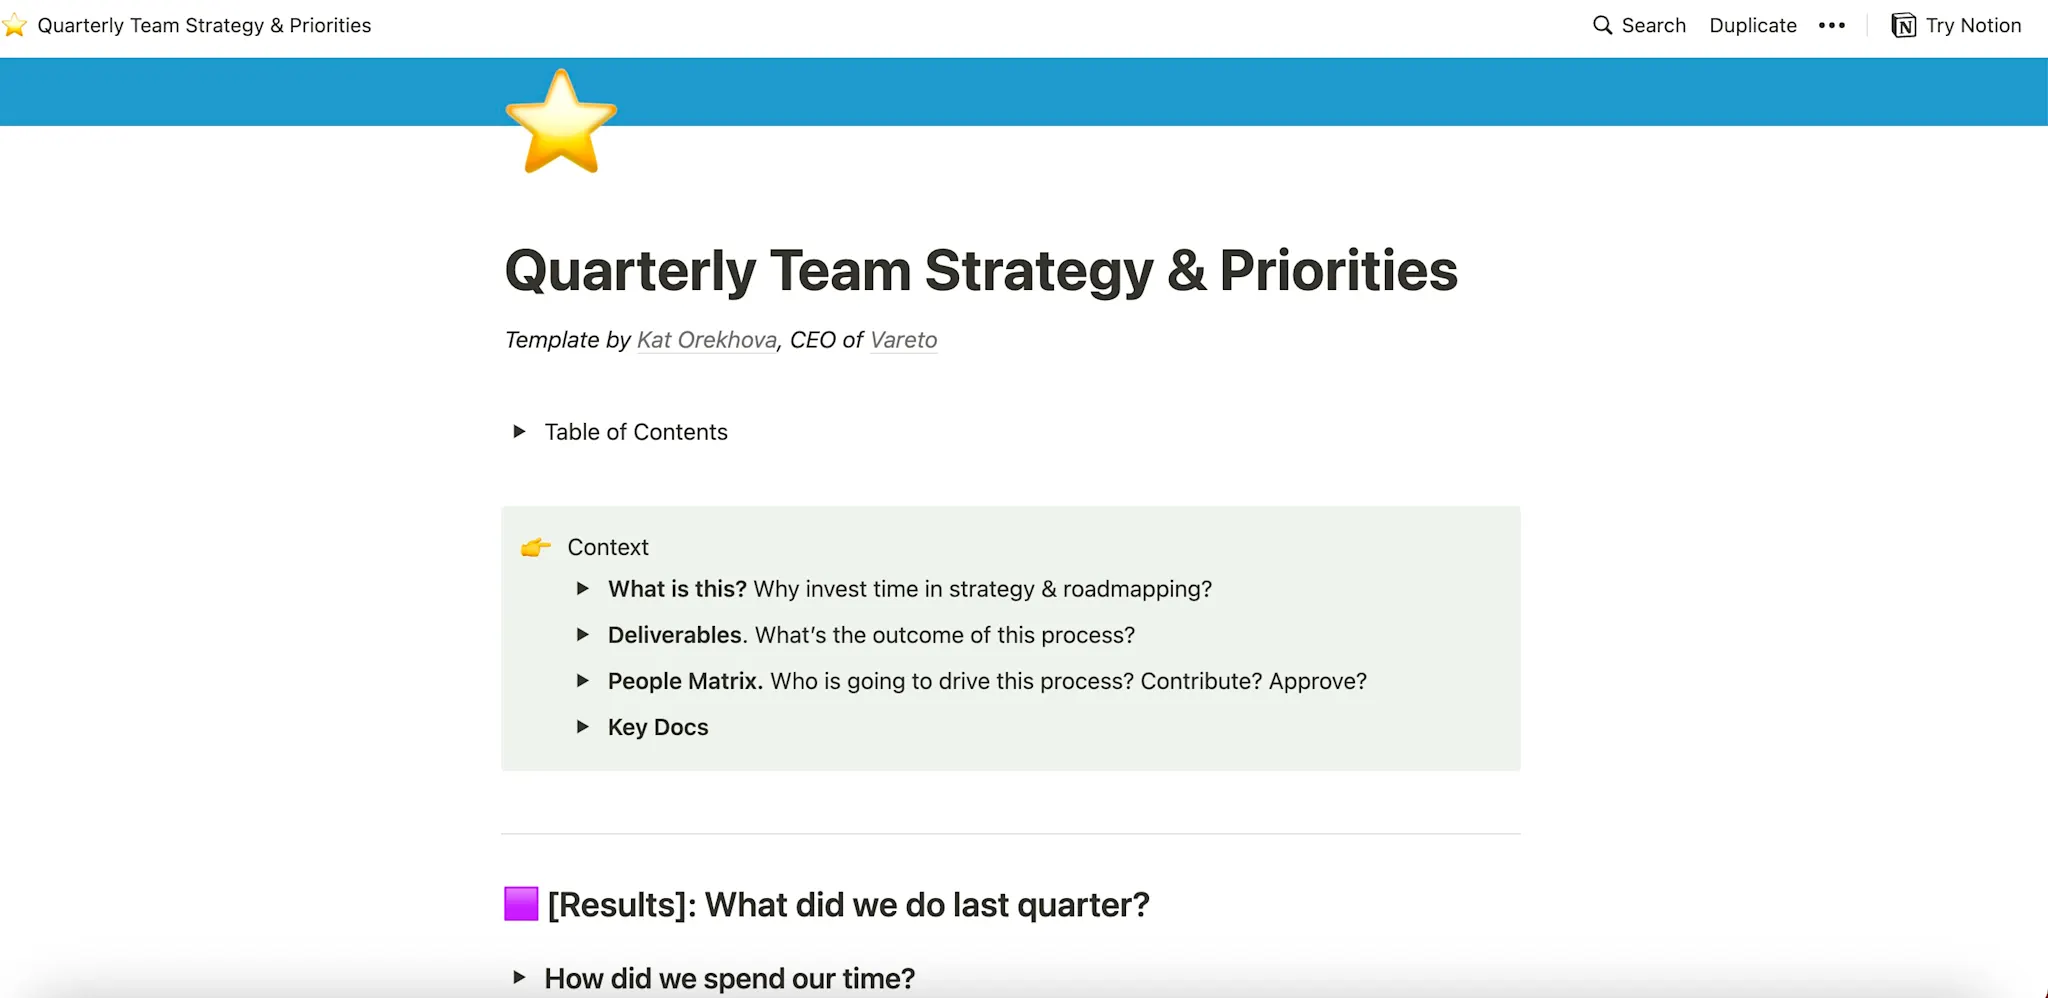 Quarterly Team Strategy & Priorities
Search Duplicate ••• Try Notion
Quarterly Team Strategy & Priorities
Template by Kat Orekhova, CEO of Vareto
Table of Contents
Context
What is this? Why invest time in strategy & roadmapping?
Deliverables. What’s the outcome of this process?
People Matrix. Who is going to drive this process? Contribute? Approve?
Key Docs
[Results]: What did we do last quarter?
How did we spend our time?